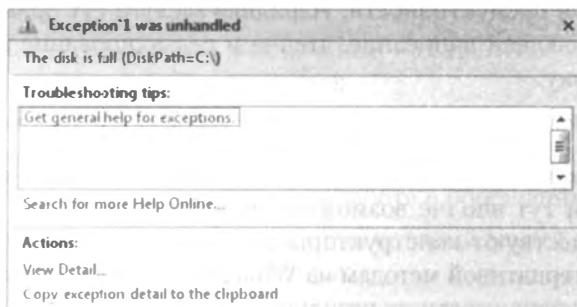 Exception`1 was unhandled
The disk is full (DiskPath=C:\)
Troubleshooting tips:
Get general help for exceptions.
Search for more Help Online...
Actions:
View Detail...
Copy exception detail to the clipboard